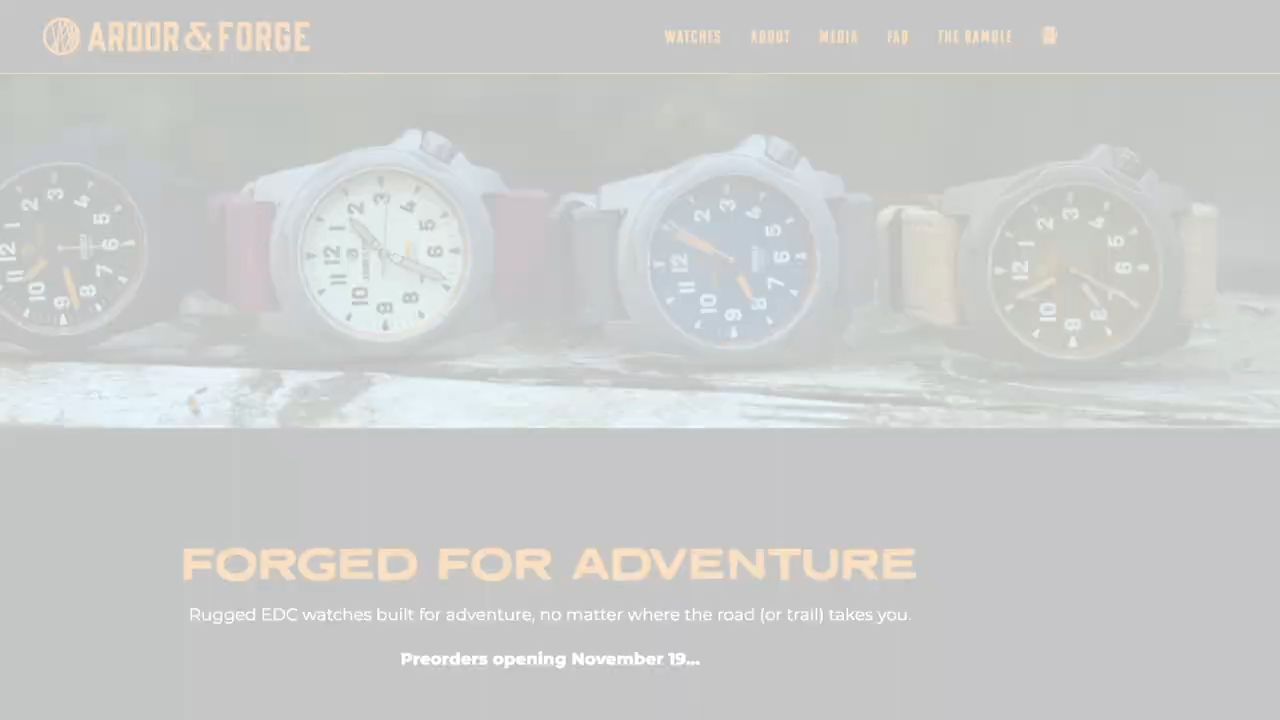 ARDOR & FORGE
WATCHES ABOUT MEDIA FAQ THE RAMBLE
FORGED FOR ADVENTURE
Rugged EDC watches built for adventure, no matter where the road (or trail) takes you.
Preorders opening November 19...